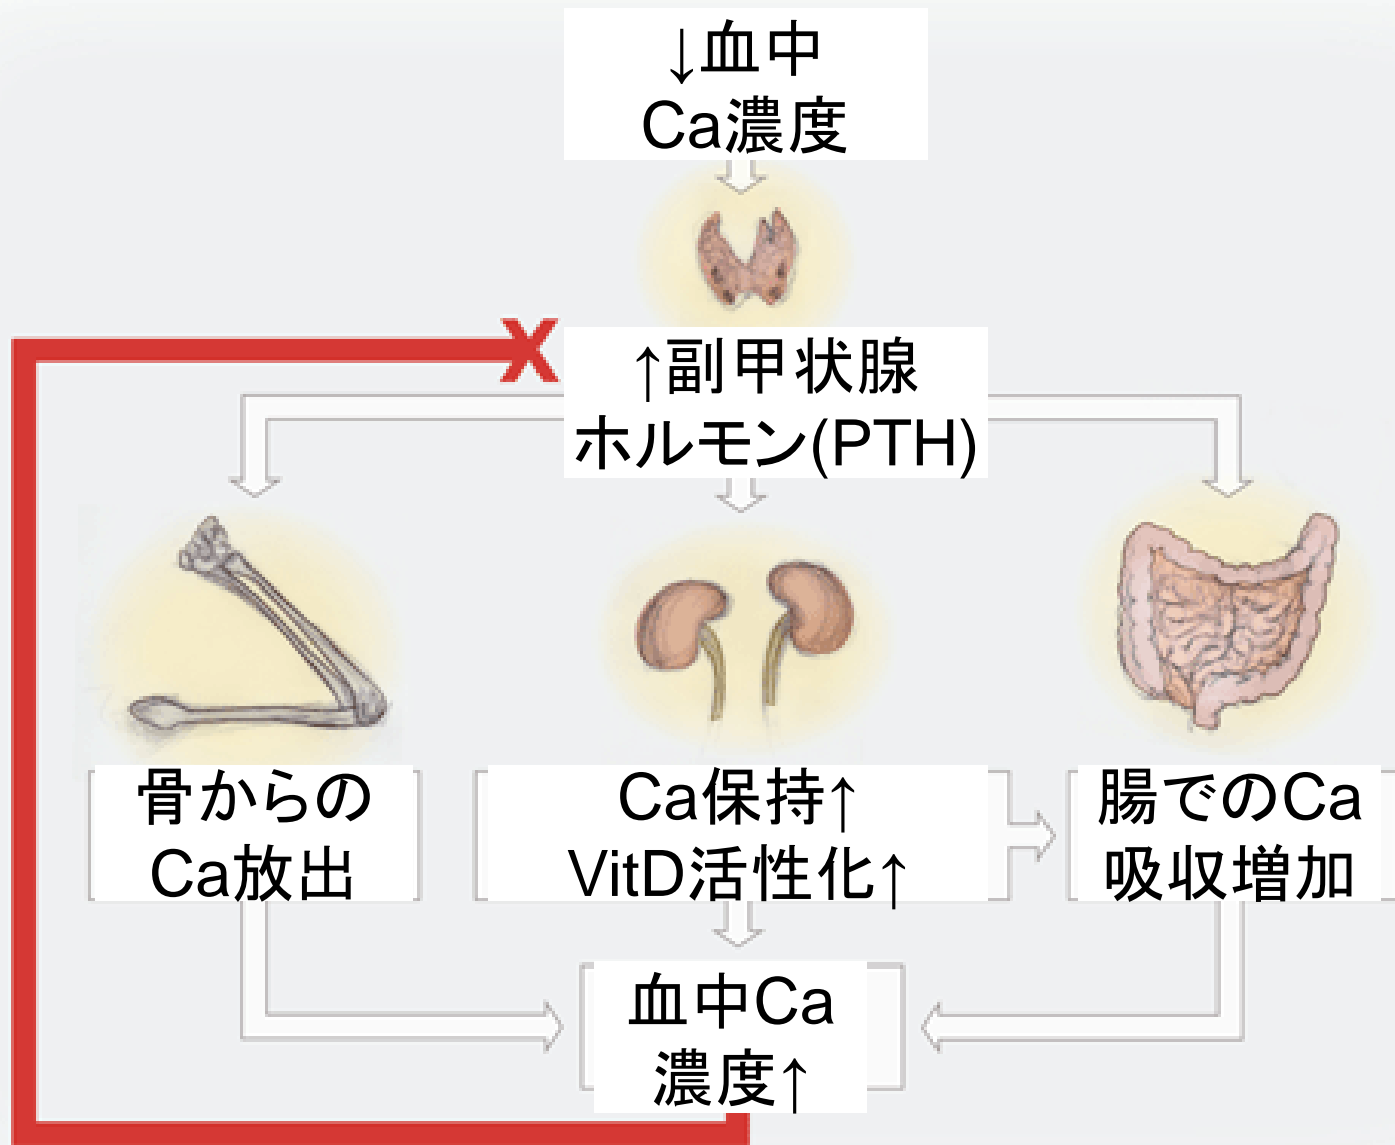 ↓血中
Ca濃度
X
↑副甲状腺
ホルモン(PTH)
骨からの
Ca放出
Ca保持↑
VitD活性化↑
腸でのCa
吸収増加
血中Ca
濃度↑